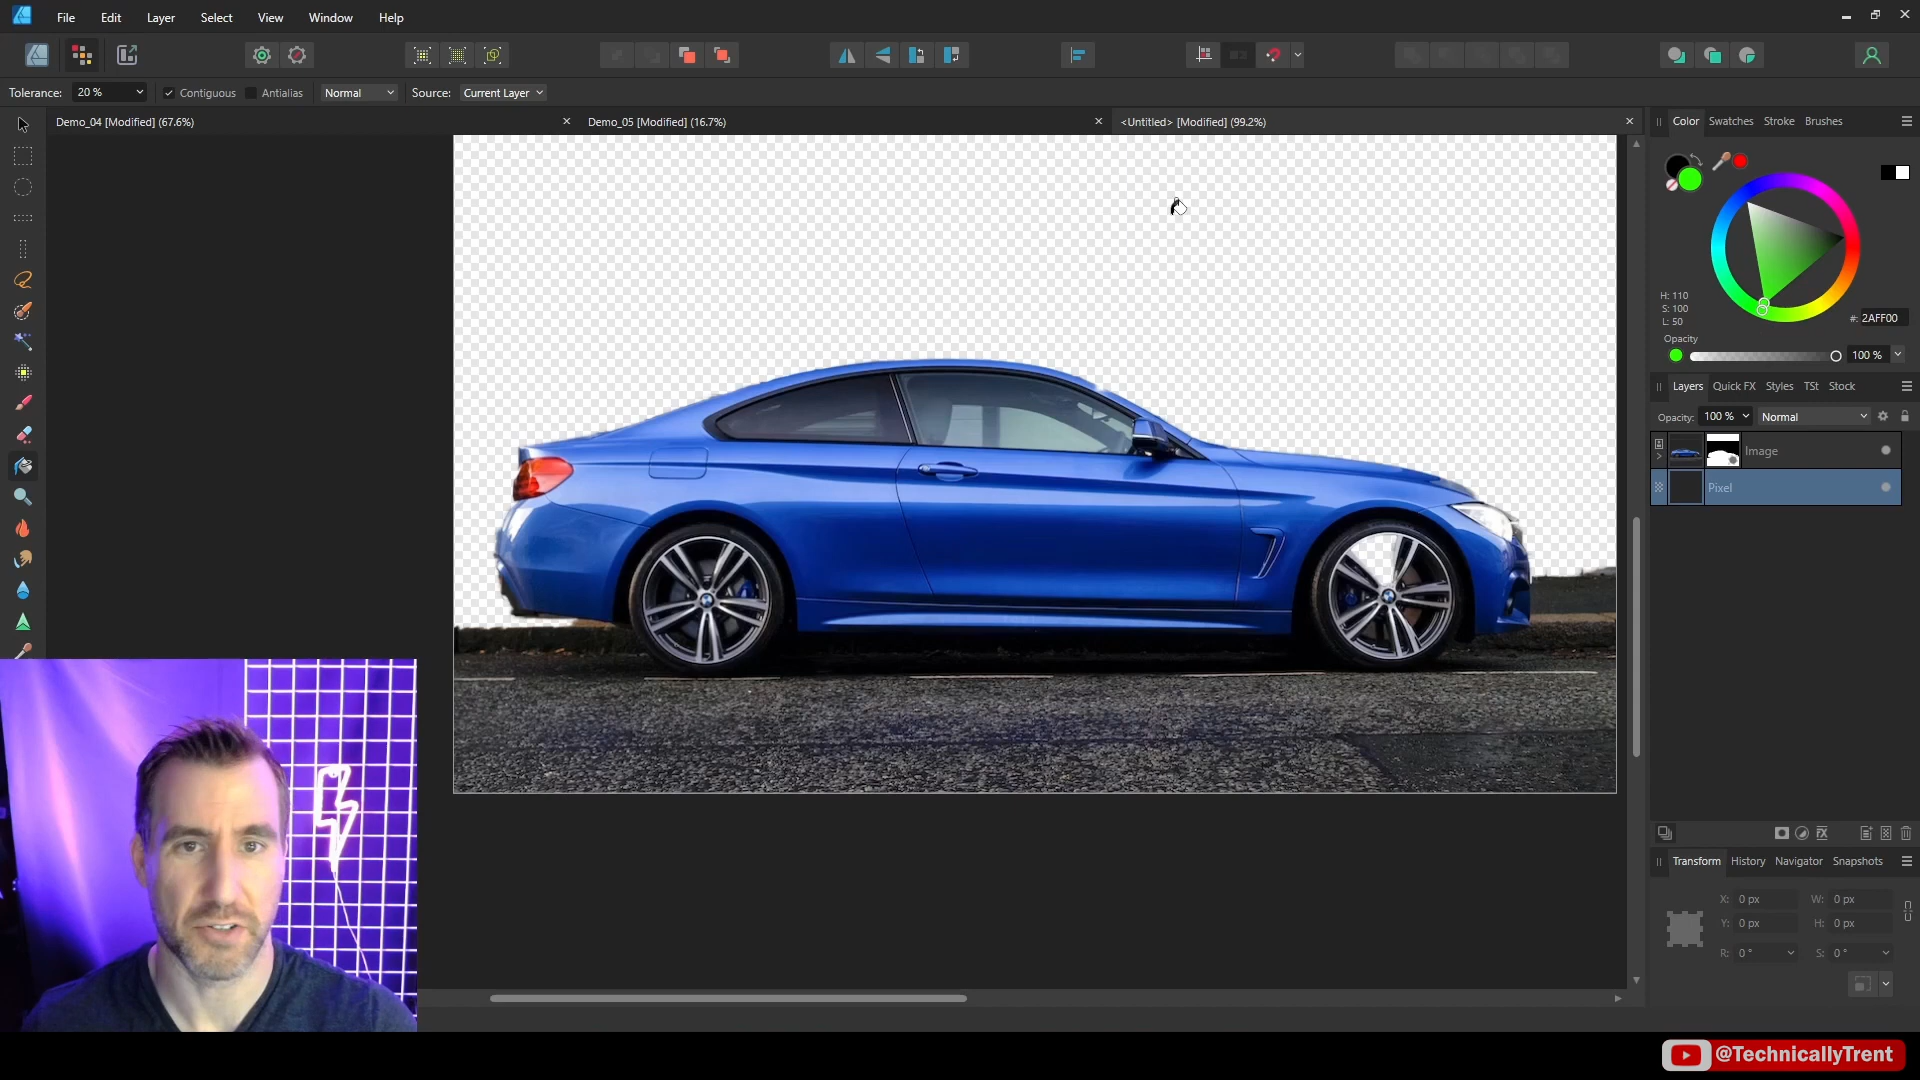 File Edit Layer Select View Window Help
Tolerance: 20 % Contiguous Antialias Normal Source: Current Layer
Demo_04 [Modified] (67.6%)
Demo_05 [Modified] (16.7%)
<Untitled> [Modified] (99.2%)
Color Swatches Stroke Brushes
H: 110
S: 100
L: 50
#: 2AFF00
Opacity
100 %
Layers Quick FX Styles TSt Stock
Opacity: 100 % Normal
Image
Pixel
Transform History Navigator Snapshots
X: 0 px W: 0 px
Y: 0 px H: 0 px
R: 0 ° S: 0 °
@TechnicallyTrent